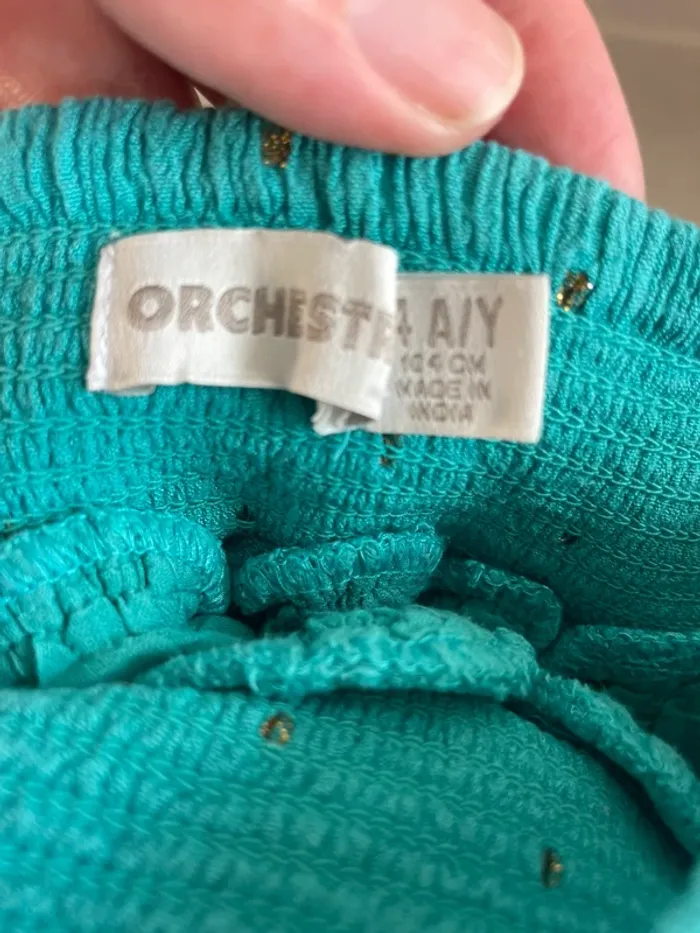 ORCHEST
4 A/Y
104 CM
MADE IN
INDIA